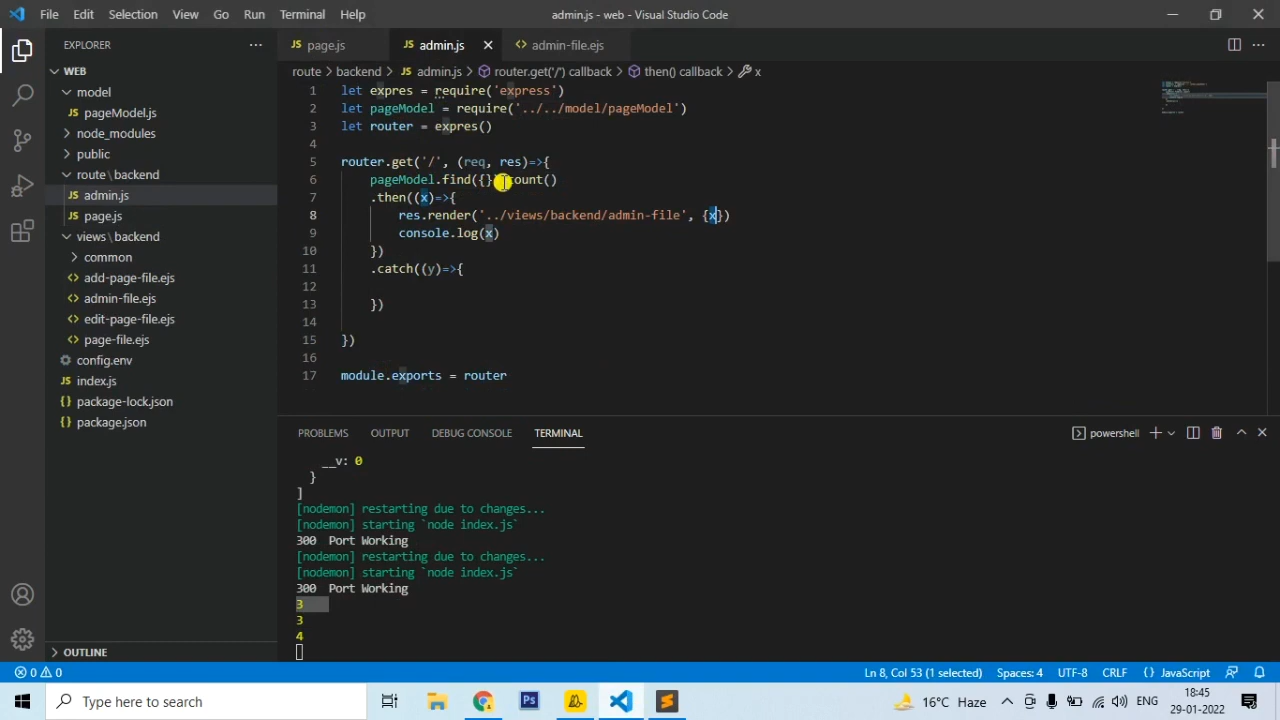 File Edit Selection View Go Run Terminal Help admin.js - web - Visual Studio Code
EXPLORER
WEB
model
pageModel.js
node_modules
public
route\backend
admin.js
page.js
views\backend
common
add-page-file.ejs
admin-file.ejs
edit-page-file.ejs
page-file.ejs
config.env
index.js
package-lock.json
package.json
OUTLINE
page.js admin.js admin-file.ejs
route > backend > JS admin.js > router.get('/') callback > then() callback > x
1 let expres = require('express')
2 let pageModel = require('../../model/pageModel')
3 let router = expres()
4
5 router.get('/', (req, res)=>{
6 pageModel.find({}).count()
7 .then((x)=>{
8 res.render('../views/backend/admin-file', {x})
9 console.log(x)
10 })
11 .catch((y)=>{
12
13 })
14
15 })
16
17 module.exports = router
PROBLEMS OUTPUT DEBUG CONSOLE TERMINAL powershell
__v: 0
}
]
[nodemon] restarting due to changes...
[nodemon] starting `node index.js`
300 Port Working
[nodemon] restarting due to changes...
[nodemon] starting `node index.js`
300 Port Working
3
3
4
0 0 Ln 8, Col 53 (1 selected) Spaces: 4 UTF-8 CRLF {} JavaScript
Type here to search 16°C Haze ENG 18:45
29-01-2022